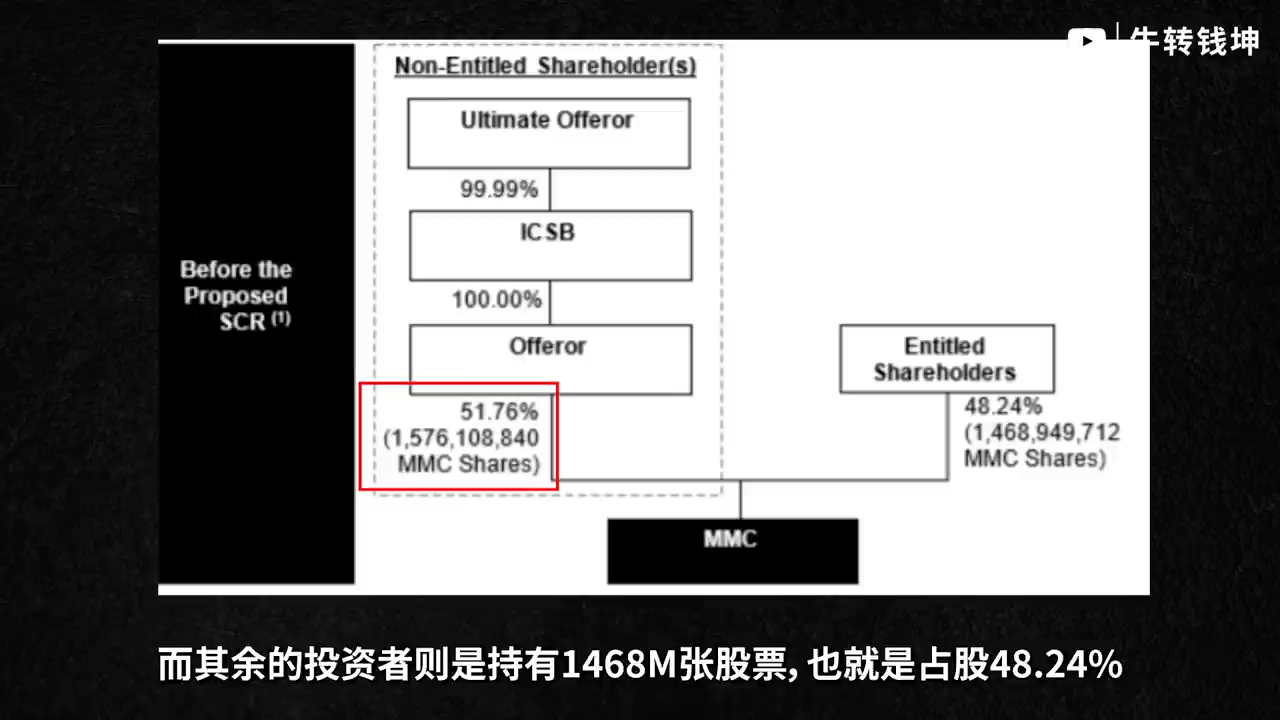 牛转钱坤
Non-Entitled Shareholder(s)
Ultimate Offeror
99.99%
ICSB
100.00%
Before the
Proposed
SCR (1)
Offeror
51.76%
(1,576,108,840
MMC Shares)
Entitled
Shareholders
48.24%
(1,468,949,712
MMC Shares)
MMC
而其余的投资者则是持有1468M张股票, 也就是占股48.24%